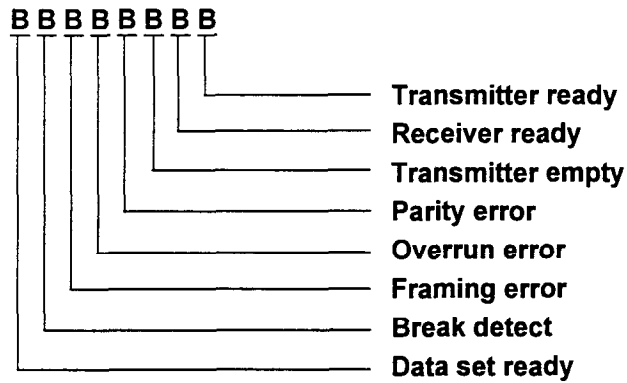 B B B B B B B B
Transmitter ready
Receiver ready
Transmitter empty
Parity error
Overrun error
Framing error
Break detect
Data set ready